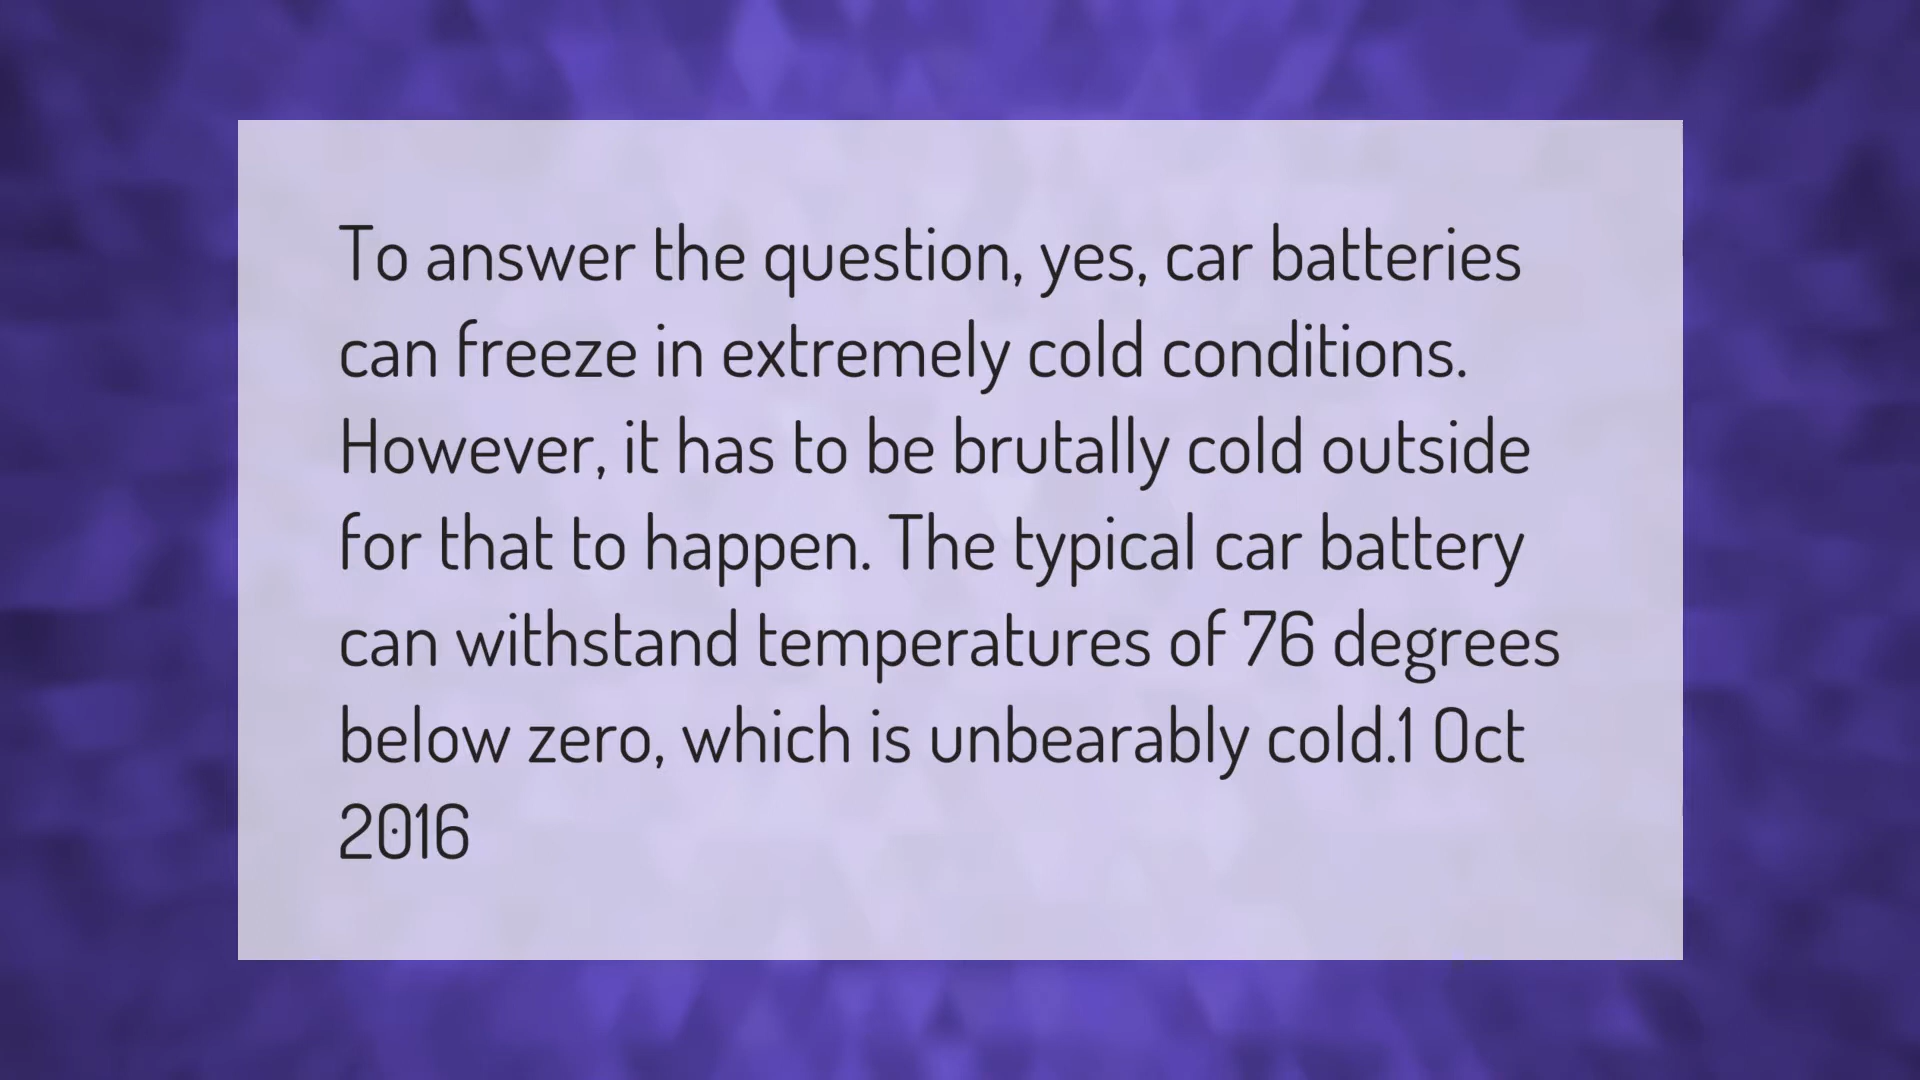 To answer the question, yes, car batteries
can freeze in extremely cold conditions.
However, it has to be brutally cold outside
for that to happen. The typical car battery
can withstand temperatures of 76 degrees
below zero, which is unbearably cold.1 Oct
2016